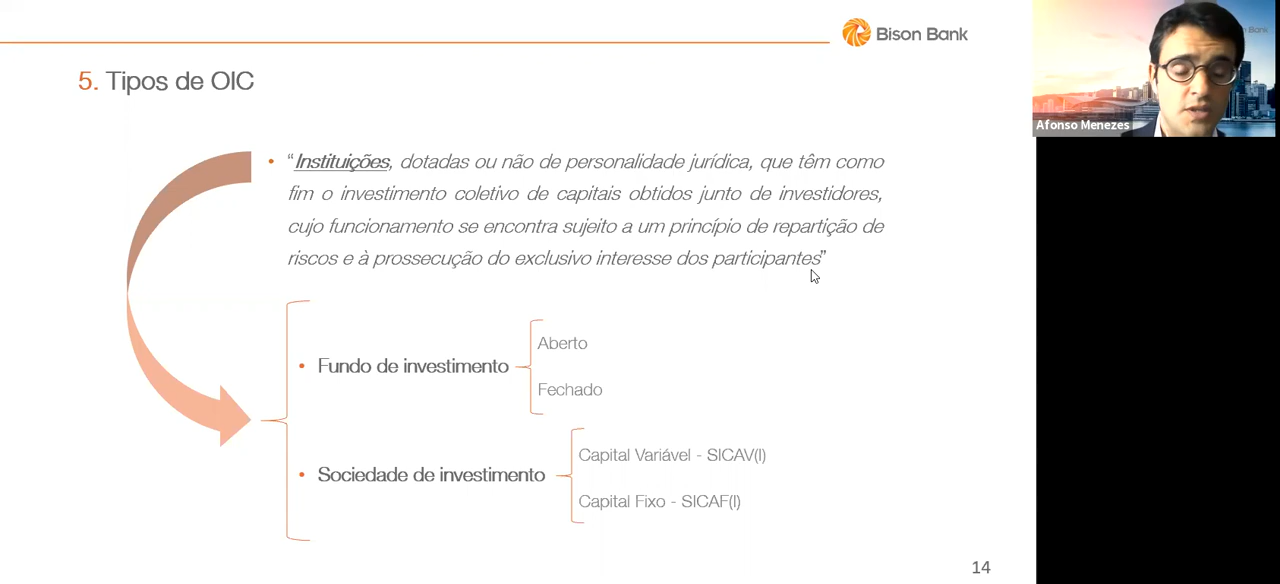 Bison Bank
5. Tipos de OIC
Afonso Menezes
• “Instituições, dotadas ou não de personalidade jurídica, que têm como
fim o investimento coletivo de capitais obtidos junto de investidores,
cujo funcionamento se encontra sujeito a um princípio de repartição de
riscos e à prossecução do exclusivo interesse dos participantes”
• Fundo de investimento
Aberto
Fechado
• Sociedade de investimento
Capital Variável - SICAV(I)
Capital Fixo - SICAF(I)
14